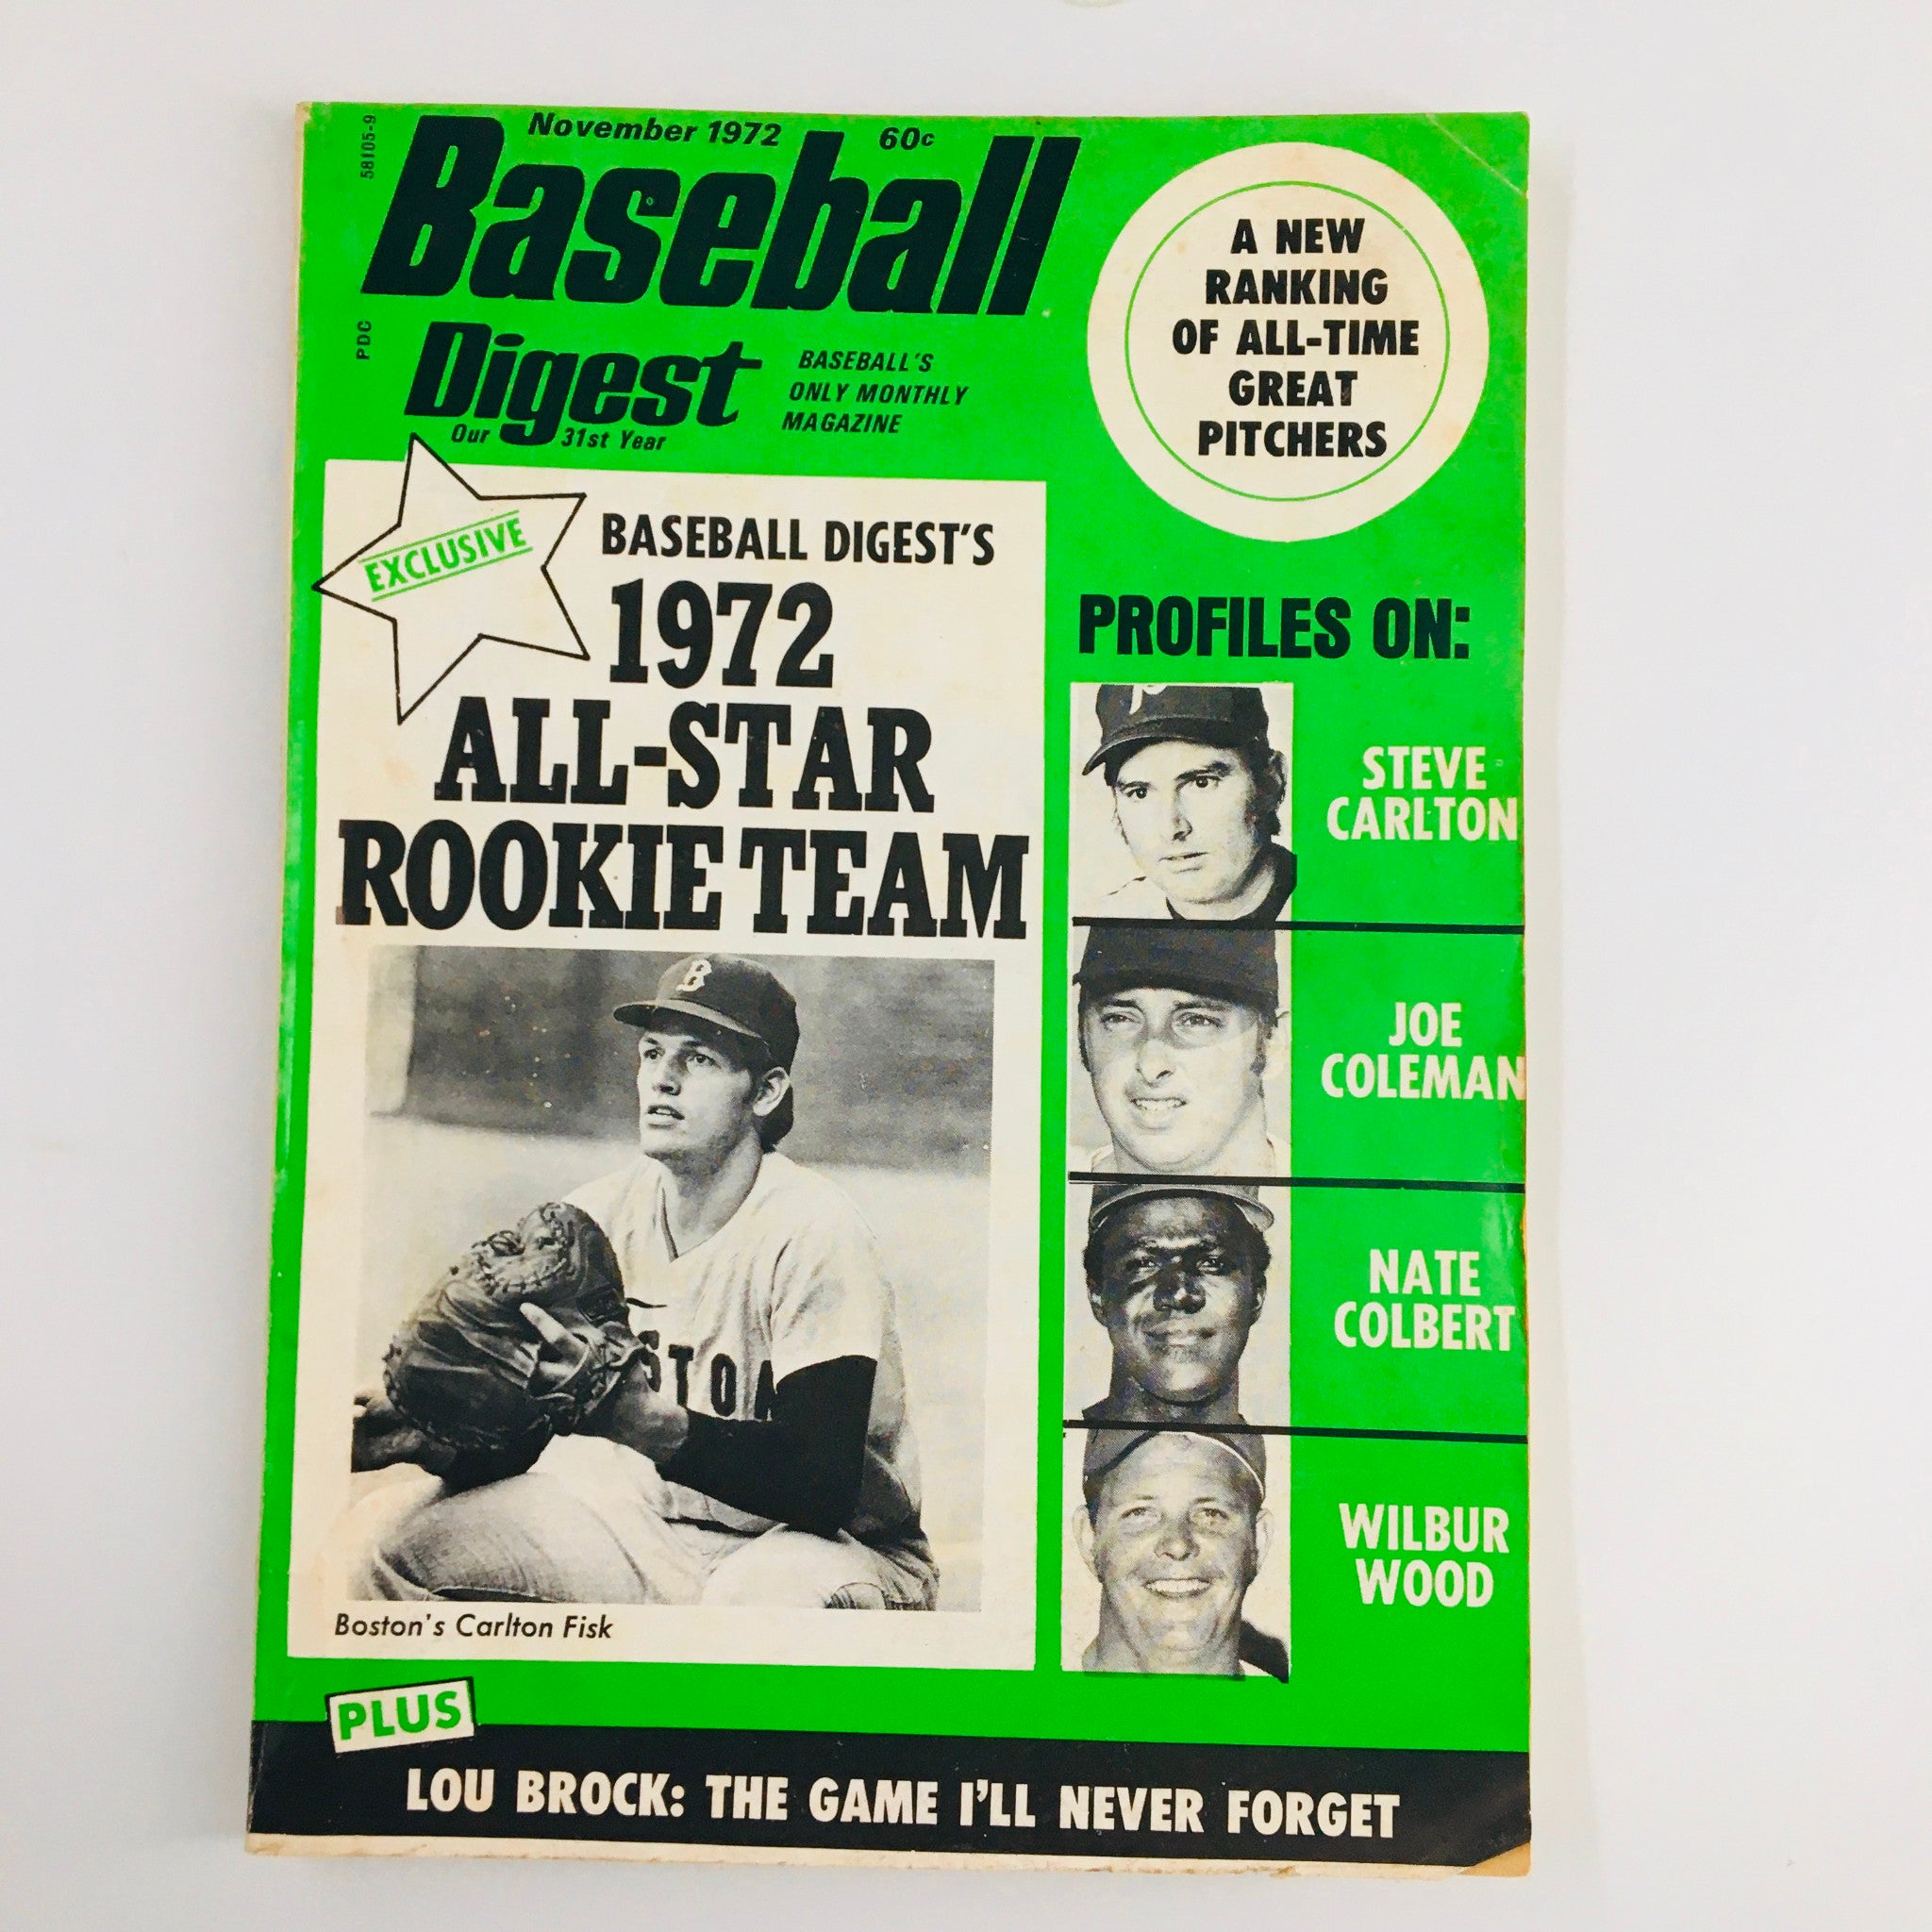 58105-9
November 1972 60c
Baseball
Digest
PDC
BASEBALL'S
ONLY MONTHLY
MAGAZINE
Our 31st Year
A NEW
RANKING
OF ALL-TIME
GREAT
PITCHERS
EXCLUSIVE
BASEBALL DIGEST'S
1972
ALL-STAR
ROOKIE TEAM
B
STON
Boston's Carlton Fisk
PROFILES ON:
P
STEVE
CARLTON
JOE
COLEMAN
NATE
COLBERT
WILBUR
WOOD
PLUS
LOU BROCK: THE GAME I'LL NEVER FORGET